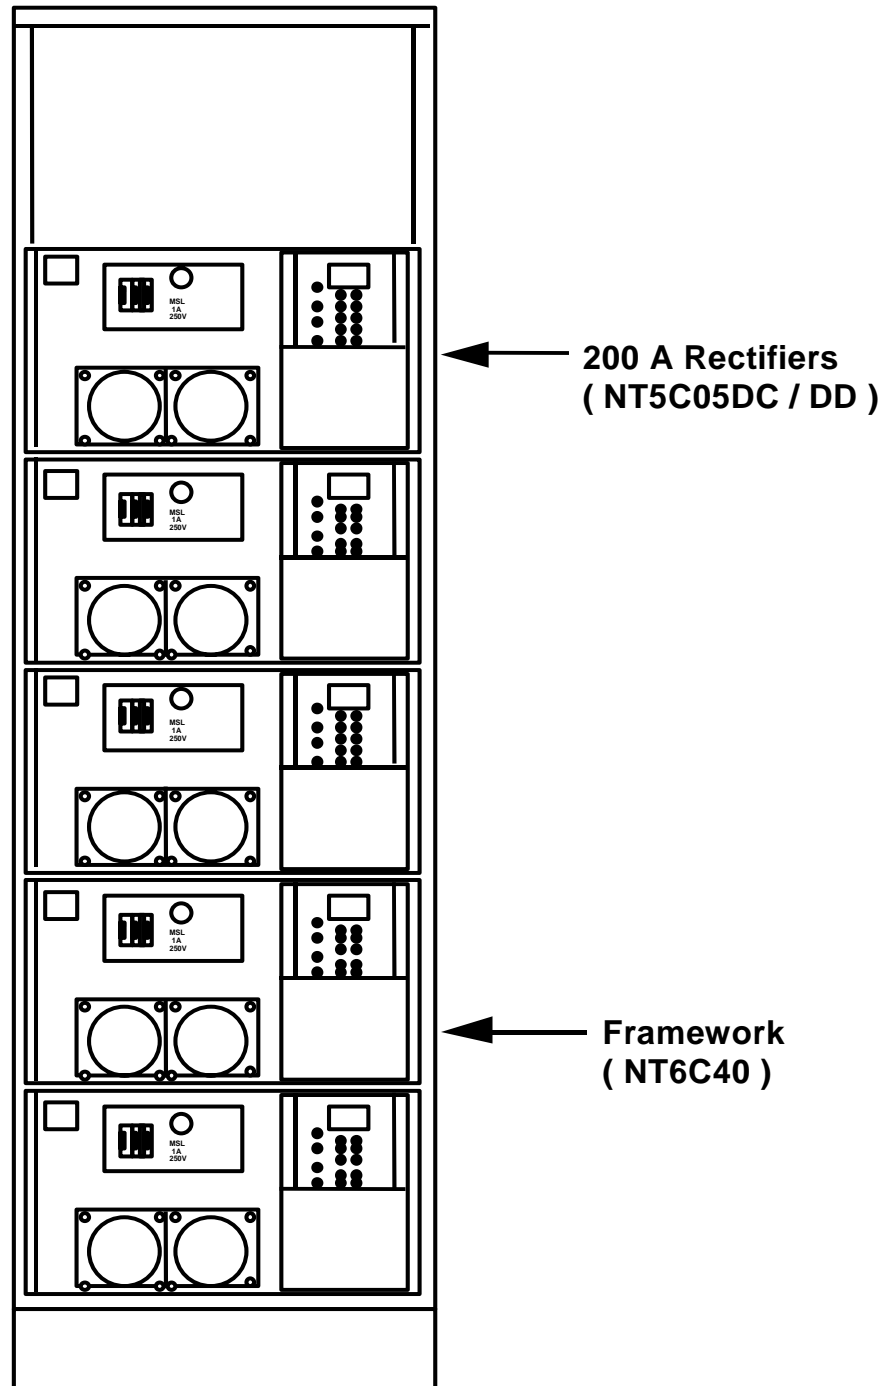 MSL
1A
250V
200 A Rectifiers
( NT5C05DC / DD )
MSL
1A
250V
MSL
1A
250V
MSL
1A
250V
Framework
( NT6C40 )
MSL
1A
250V